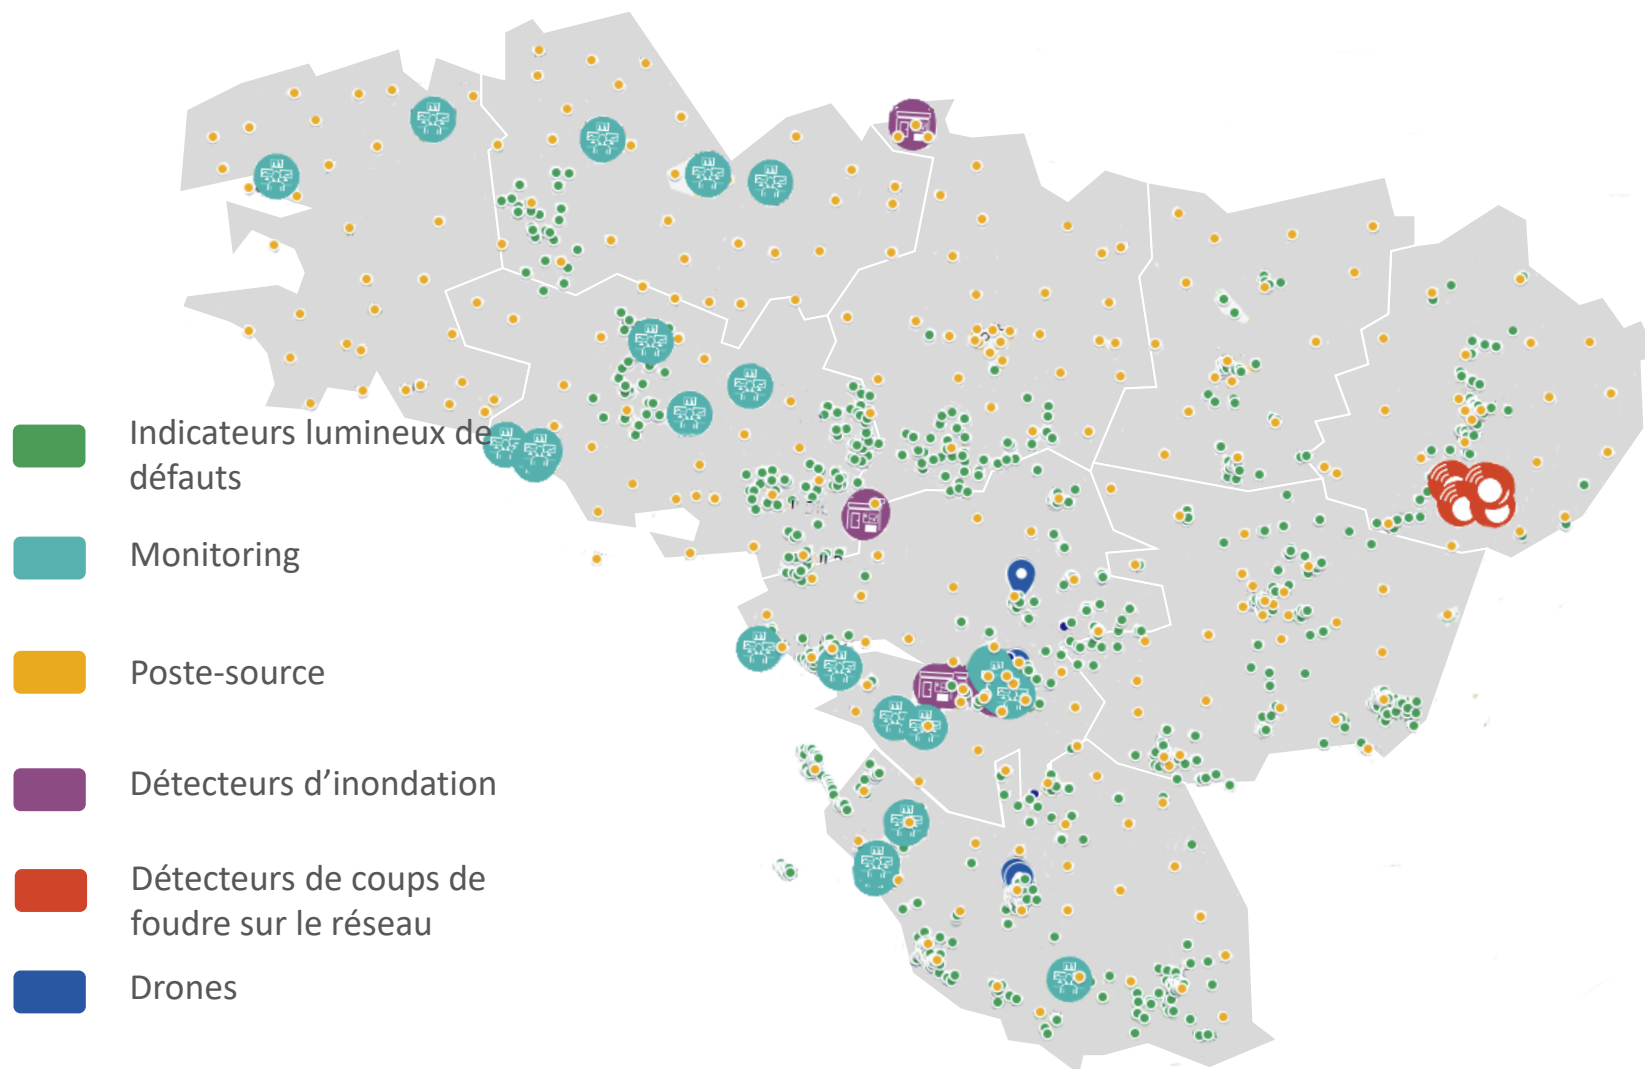 Indicateurs lumineux de
défauts
Monitoring
Poste-source
Détecteurs d’inondation
Détecteurs de coups de
foudre sur le réseau
Drones